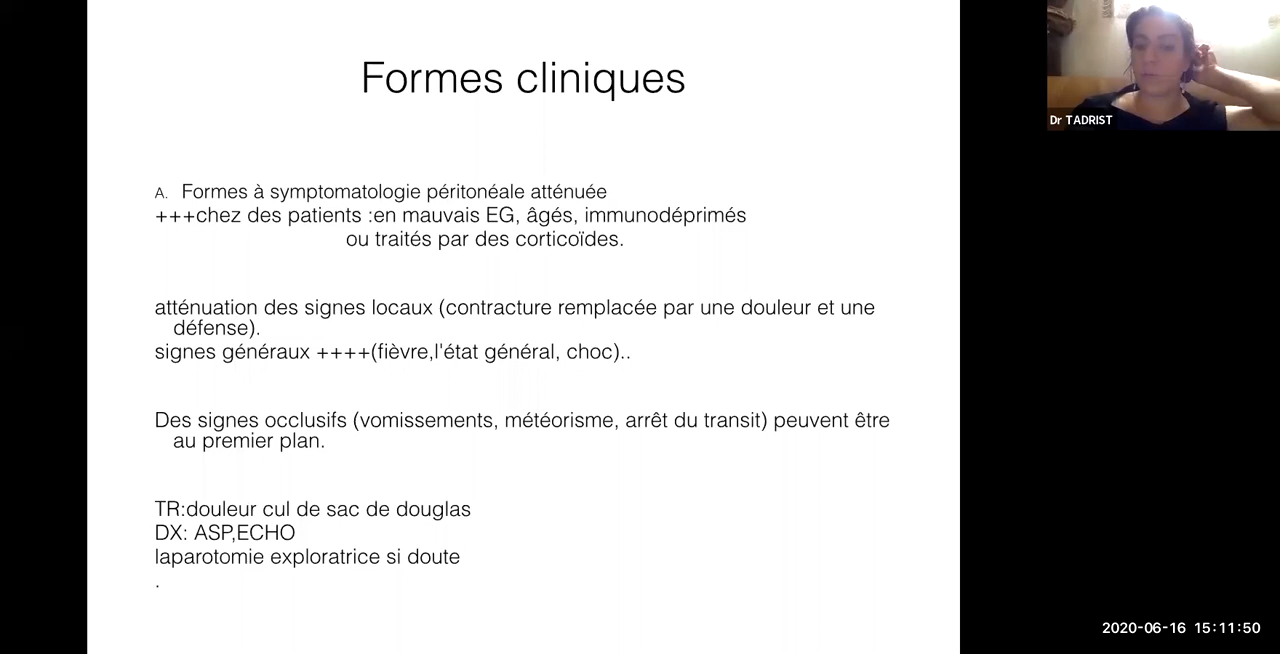 Formes cliniques
Dr TADRIST
A. Formes à symptomatologie péritonéale atténuée
+++chez des patients :en mauvais EG, âgés, immunodéprimés
ou traités par des corticoïdes.
atténuation des signes locaux (contracture remplacée par une douleur et une
défense).
signes généraux ++++(fièvre,l'état général, choc)..
Des signes occlusifs (vomissements, météorisme, arrêt du transit) peuvent être
au premier plan.
TR:douleur cul de sac de douglas
DX: ASP,ECHO
laparotomie exploratrice si doute
.
2020-06-16 15:11:50